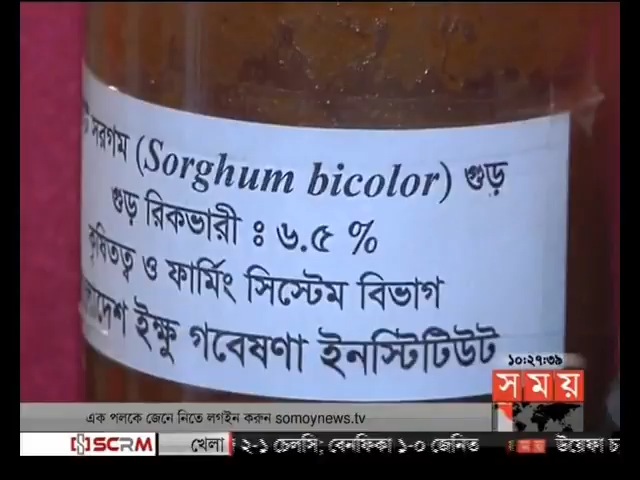 সরগম (Sorghum bicolor) গুড়
গুড় রিকভারী : ৬.৫ %
কৃষিতত্ব ও ফার্মিং সিস্টেম বিভাগ
ইক্ষু গবেষণা ইনস্টিটিউট
১০:২৭:৩৯
সময়
এক পলকে জেনে নিতে লগইন করুন somoynews.tv
SCRM খেলা ২-১ চেলসি; বেনফিকা ১-০ জেনিত সময় উয়েফা চ